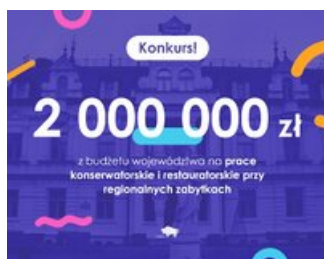 Konkurs!
2 000 000 zł
z budżetu województwa na prace
konserwatorskie i restauratorskie przy
regionalnych zabytkach